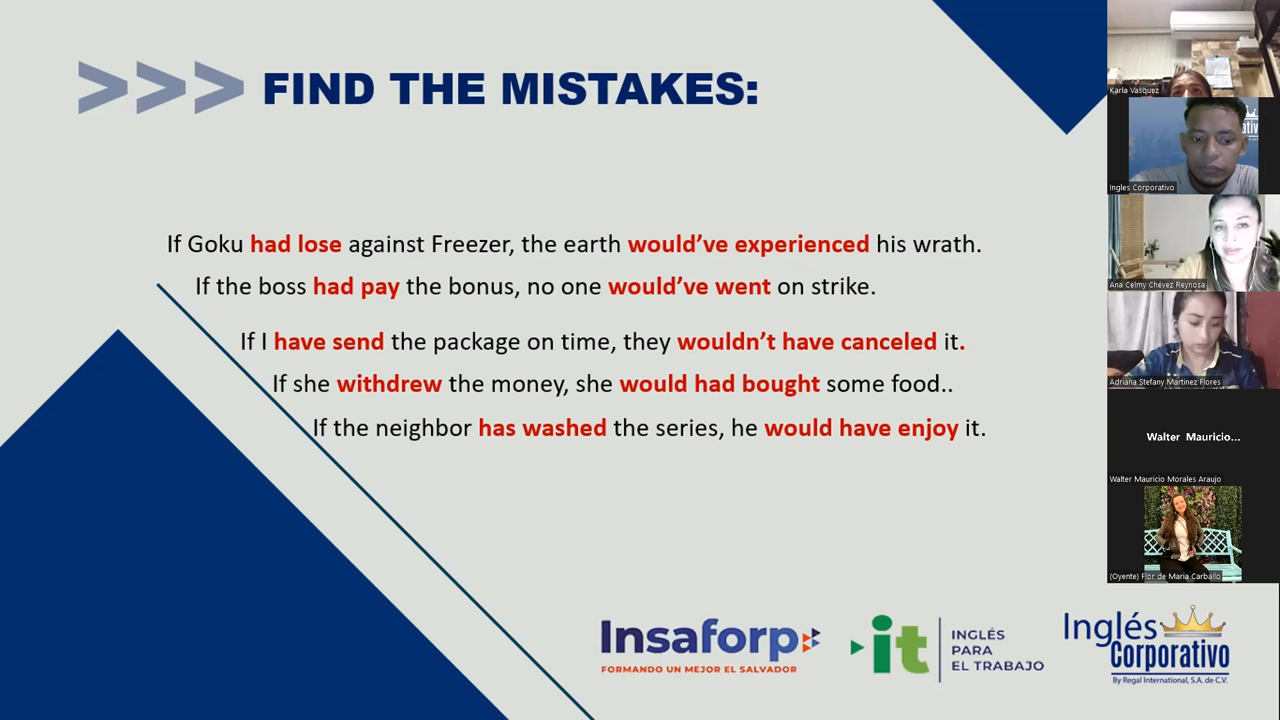 >>> FIND THE MISTAKES:
If Goku had lose against Freezer, the earth would’ve experienced his wrath.
If the boss had pay the bonus, no one would’ve went on strike.
If I have send the package on time, they wouldn’t have canceled it.
If she withdrew the money, she would had bought some food..
If the neighbor has washed the series, he would have enjoy it.
Insaforp
FORMANDO UN MEJOR EL SALVADOR
it
INGLÉS
PARA
EL TRABAJO
Inglés
Corporativo
By Regal International, S.A. de C.V.
Karla Vasquez
Ingles Corporativo
Ana Celmy Chévez Reynosa
Adriana Stefany Martinez Flores
Walter Mauricio...
Walter Mauricio Morales Araujo
(Oyente) Flor de Maria Carballo